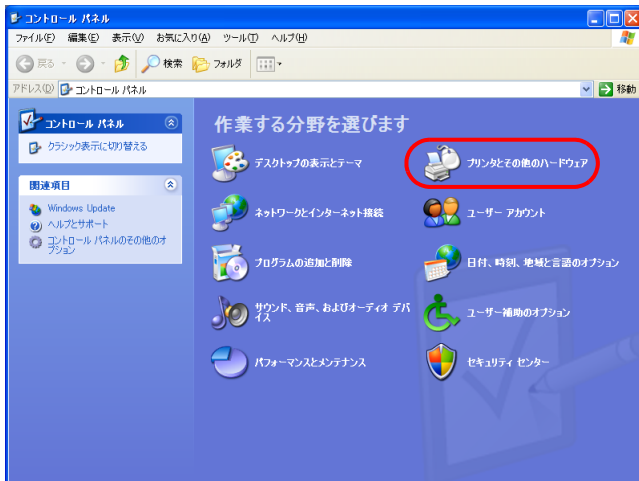 コントロール パネル
ファイル(F) 編集(E) 表示(V) お気に入り(A) ツール(T) ヘルプ(H)
戻る 検索 フォルダ
アドレス(D) コントロール パネル 移動
コントロール パネル
クラシック表示に切り替える
関連項目
Windows Update
ヘルプとサポート
コントロール パネルのその他のオ
プション
作業する分野を選びます
デスクトップの表示とテーマ
プリンタとその他のハードウェア
ネットワークとインターネット接続
ユーザー アカウント
プログラムの追加と削除
日付、時刻、地域と言語のオプション
サウンド、音声、およびオーディオ デバ
イス
ユーザー補助のオプション
パフォーマンスとメンテナンス
セキュリティ センター